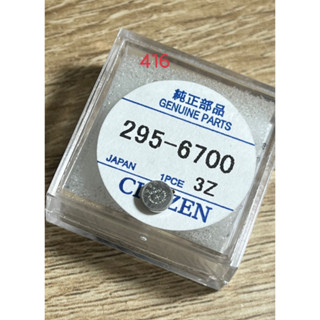 416
純正部品
GENUINE PARTS
295-6700
JAPAN 1PCE 3Z
CITIZEN